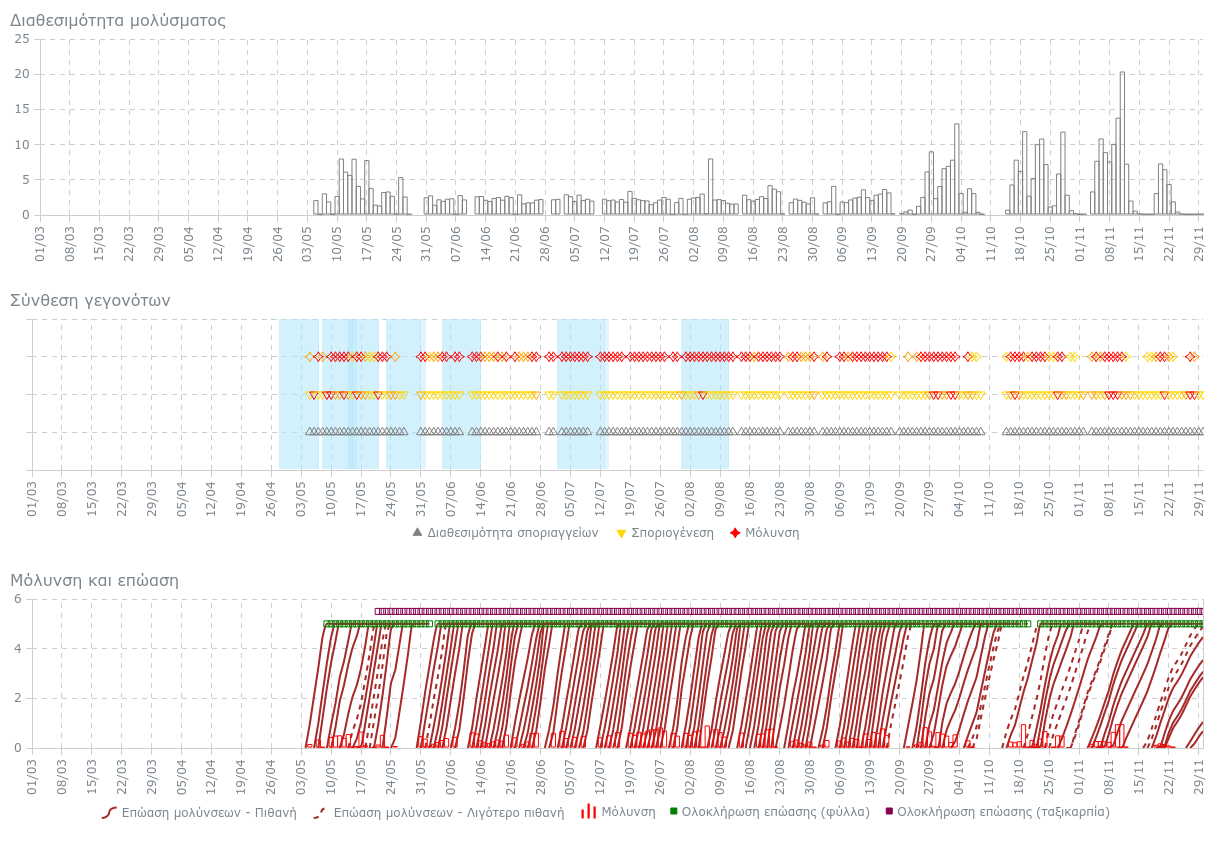 Διαθεσιμότητα μολύσματος
25
20
15
10
5
0
01/03 08/03 15/03 22/03 29/03 05/04 12/04 19/04 26/04 03/05 10/05 17/05 24/05 31/05 07/06 14/06 21/06 28/06 05/07 12/07 19/07 26/07 02/08 09/08 16/08 23/08 30/08 06/09 13/09 20/09 27/09 04/10 11/10 18/10 25/10 01/11 08/11 15/11 22/11 29/11
Σύνθεση γεγονότων
01/03 08/03 15/03 22/03 29/03 05/04 12/04 19/04 26/04 03/05 10/05 17/05 24/05 31/05 07/06 14/06 21/06 28/06 05/07 12/07 19/07 26/07 02/08 09/08 16/08 23/08 30/08 06/09 13/09 20/09 27/09 04/10 11/10 18/10 25/10 01/11 08/11 15/11 22/11 29/11
Διαθεσιμότητα σποριαγγείων Σποριογένεση Μόλυνση
Μόλυνση και επώαση
6
4
2
0
01/03 08/03 15/03 22/03 29/03 05/04 12/04 19/04 26/04 03/05 10/05 17/05 24/05 31/05 07/06 14/06 21/06 28/06 05/07 12/07 19/07 26/07 02/08 09/08 16/08 23/08 30/08 06/09 13/09 20/09 27/09 04/10 11/10 18/10 25/10 01/11 08/11 15/11 22/11 29/11
Επώαση μολύνσεων - Πιθανή Επώαση μολύνσεων - Λιγότερο πιθανή Μόλυνση Ολοκλήρωση επώασης (φύλλα) Ολοκλήρωση επώασης (ταξικαρπία)